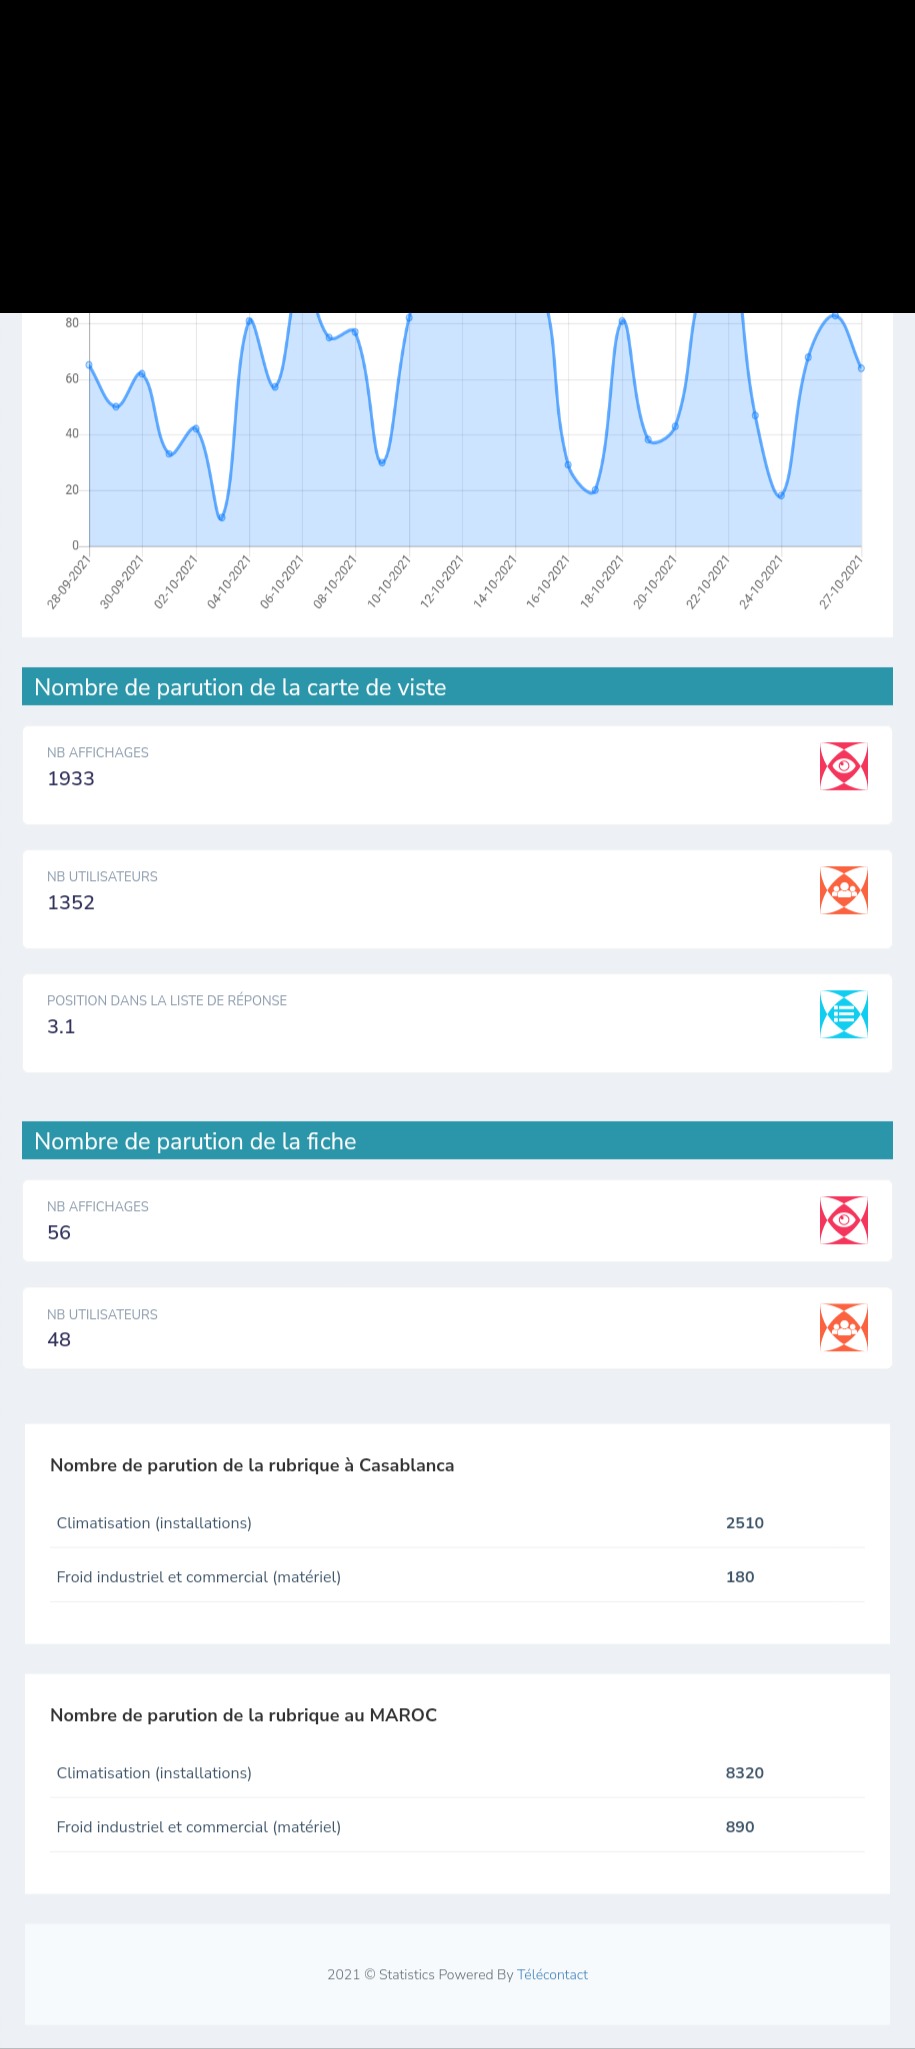 80
60
40
20
0
28-09-2021
30-09-2021
02-10-2021
04-10-2021
06-10-2021
08-10-2021
10-10-2021
12-10-2021
14-10-2021
16-10-2021
18-10-2021
20-10-2021
22-10-2021
24-10-2021
27-10-2021
Nombre de parution de la carte de viste
NB AFFICHAGES
1933
NB UTILISATEURS
1352
POSITION DANS LA LISTE DE RÉPONSE
3.1
Nombre de parution de la fiche
NB AFFICHAGES
56
NB UTILISATEURS
48
Nombre de parution de la rubrique à Casablanca
Climatisation (installations) 2510
Froid industriel et commercial (matériel) 180
Nombre de parution de la rubrique au MAROC
Climatisation (installations) 8320
Froid industriel et commercial (matériel) 890
2021 © Statistics Powered By Télécontact